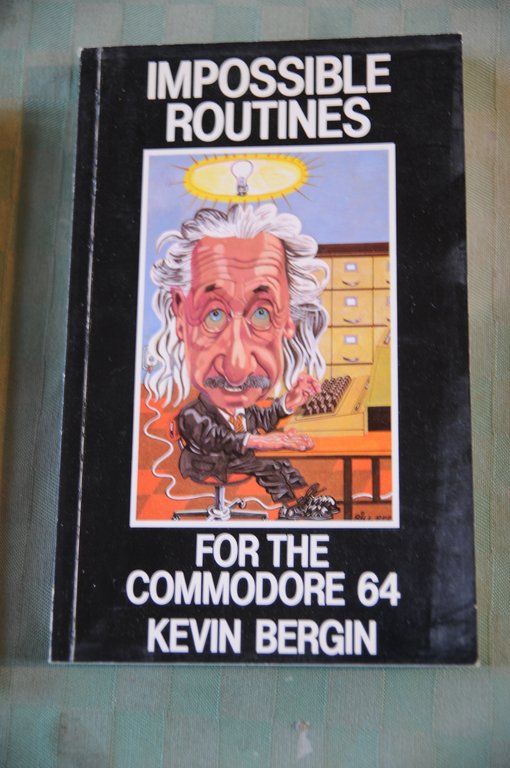 IMPOSSIBLE
ROUTINES
FOR THE
COMMODORE 64
KEVIN BERGIN